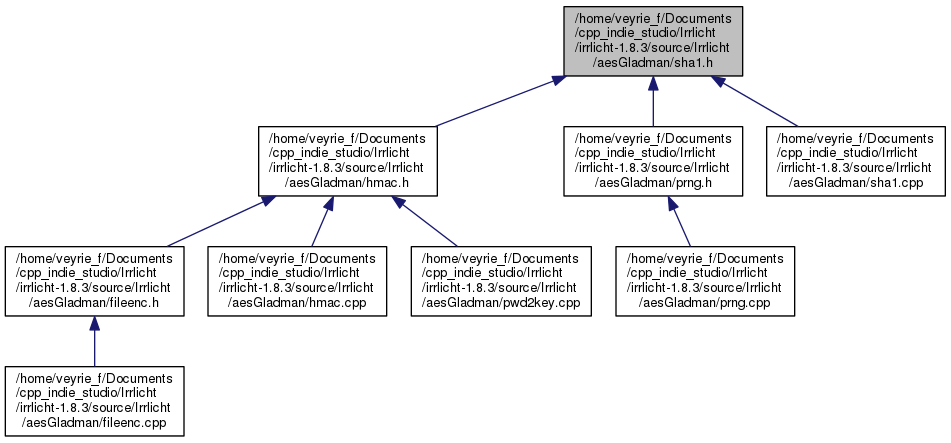 /home/veyrie_f/Documents
/cpp_indie_studio/Irrlicht
/irrlicht-1.8.3/source/Irrlicht
/aesGladman/sha1.h
/home/veyrie_f/Documents
/cpp_indie_studio/Irrlicht
/irrlicht-1.8.3/source/Irrlicht
/aesGladman/hmac.h
/home/veyrie_f/Documents
/cpp_indie_studio/Irrlicht
/irrlicht-1.8.3/source/Irrlicht
/aesGladman/prng.h
/home/veyrie_f/Documents
/cpp_indie_studio/Irrlicht
/irrlicht-1.8.3/source/Irrlicht
/aesGladman/sha1.cpp
/home/veyrie_f/Documents
/cpp_indie_studio/Irrlicht
/irrlicht-1.8.3/source/Irrlicht
/aesGladman/fileenc.h
/home/veyrie_f/Documents
/cpp_indie_studio/Irrlicht
/irrlicht-1.8.3/source/Irrlicht
/aesGladman/hmac.cpp
/home/veyrie_f/Documents
/cpp_indie_studio/Irrlicht
/irrlicht-1.8.3/source/Irrlicht
/aesGladman/pwd2key.cpp
/home/veyrie_f/Documents
/cpp_indie_studio/Irrlicht
/irrlicht-1.8.3/source/Irrlicht
/aesGladman/prng.cpp
/home/veyrie_f/Documents
/cpp_indie_studio/Irrlicht
/irrlicht-1.8.3/source/Irrlicht
/aesGladman/fileenc.cpp